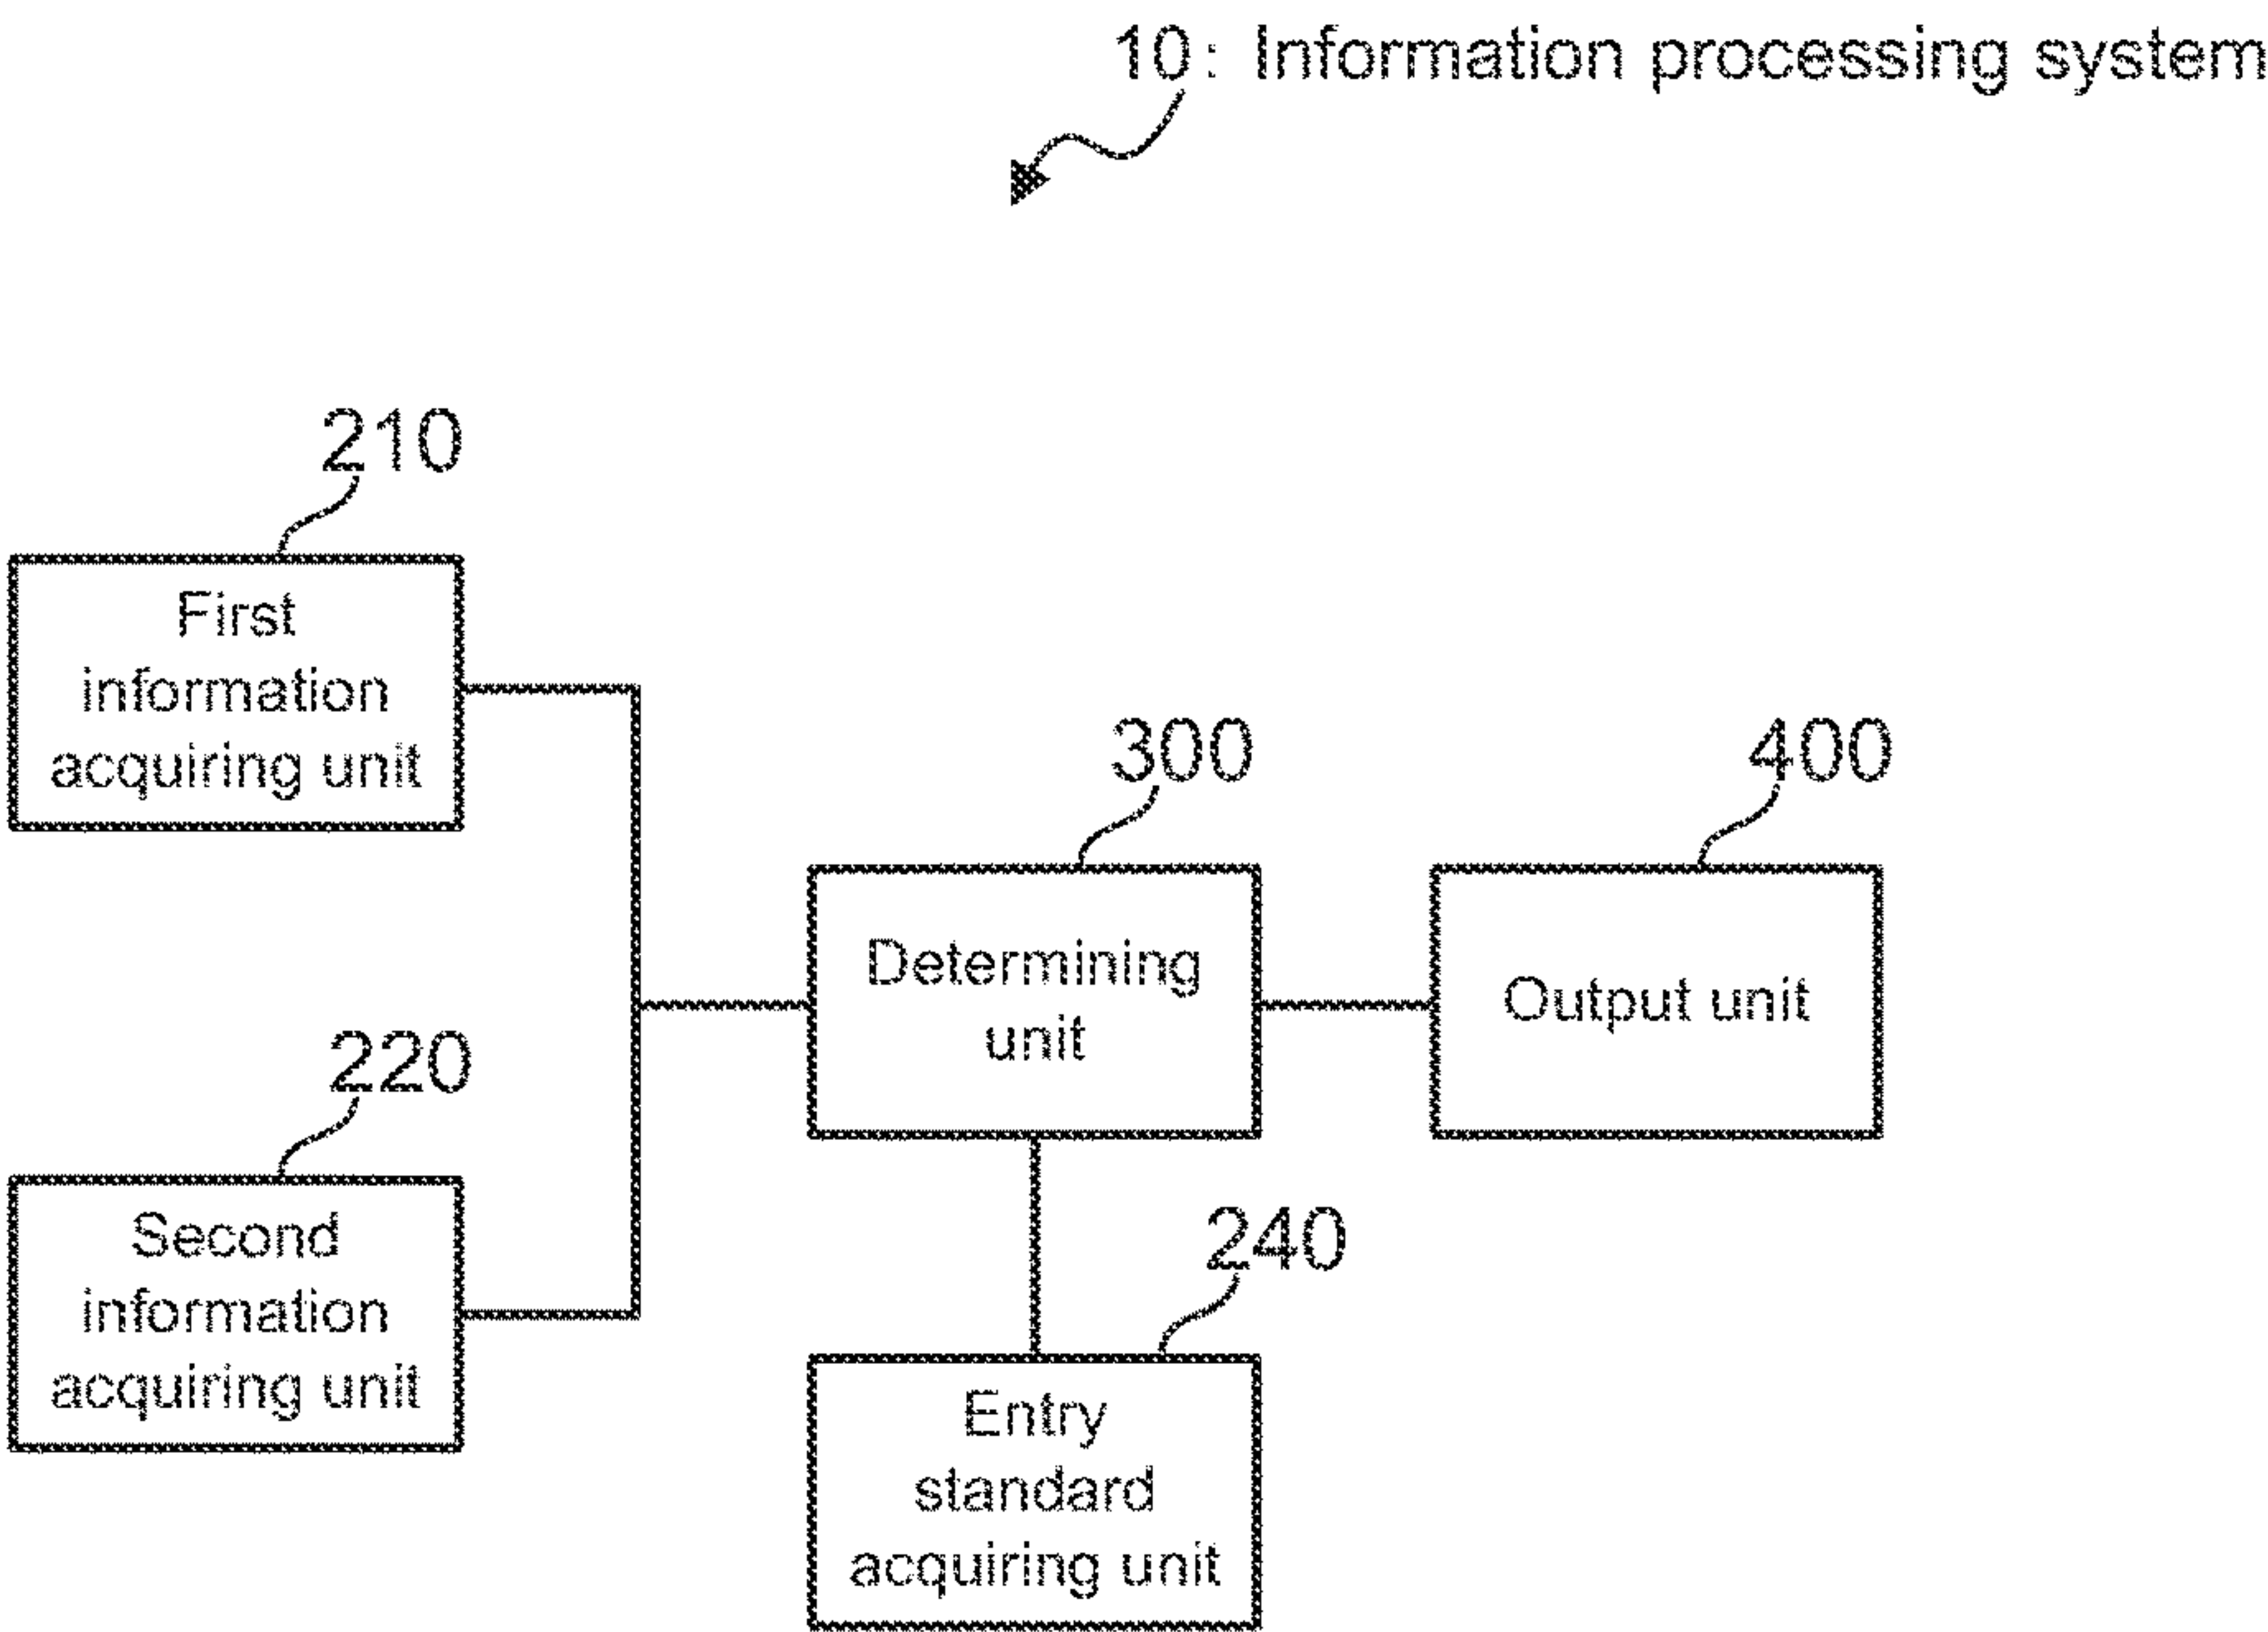 10: Information processing system
210
First
information
acquiring unit
300
400
Determining
unit
Output unit
220
Second
information
acquiring unit
240
Entry
standard
acquiring unit